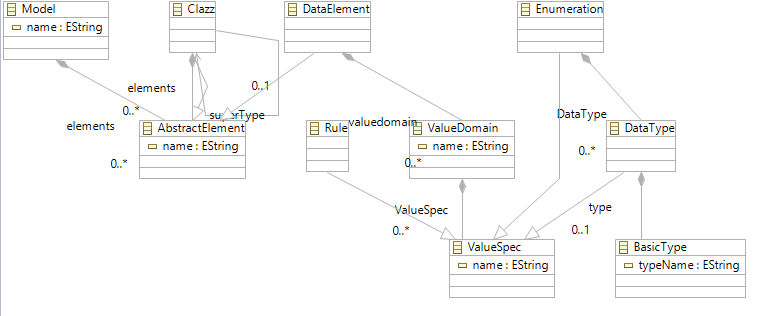 Model
name : EString
Clazz
DataElement
Enumeration
elements
0..1
0..*
superType
elements
AbstractElement
name : EString
0..*
Rule
valuedomain
ValueDomain
name : EString
0..*
DataType
DataType
0..*
ValueSpec
0..*
type
0..1
ValueSpec
name : EString
BasicType
typeName : EString